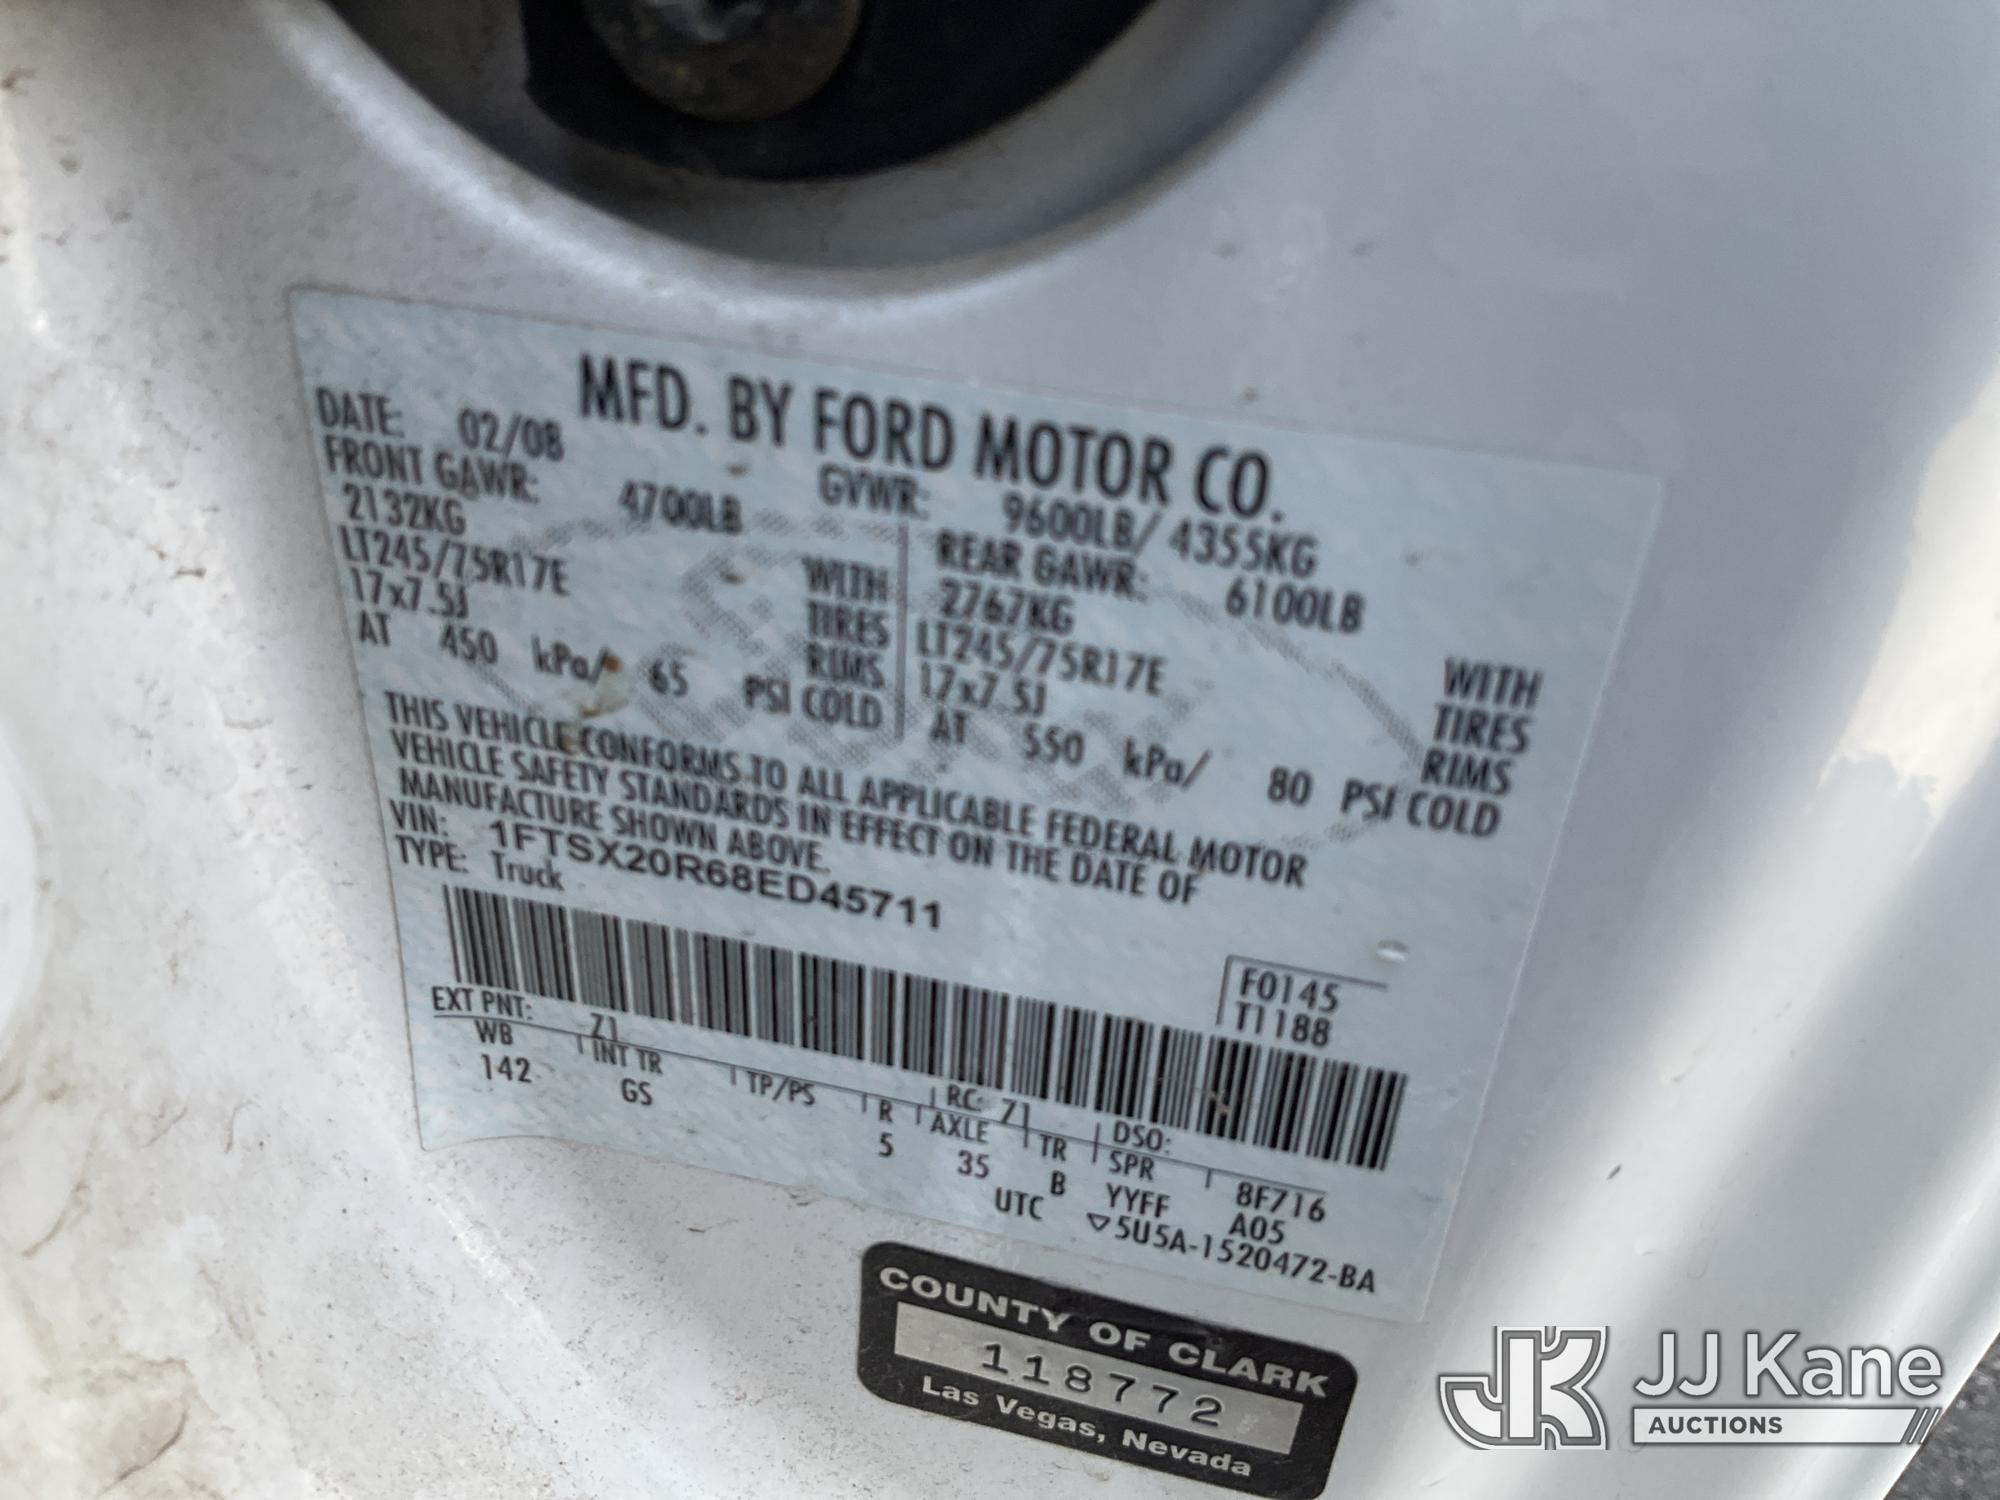 MFD. BY FORD MOTOR CO.
DATE: 02/08 GVWR: 9600LB/ 4355KG
FRONT GAWR: 4700LB REAR GAWR: 6100LB
2132KG WITH 2767KG WITH
LT245/75R17E TIRES LT245/75R17E TIRES
17x7.5J RIMS 17x7.5J RIMS
AT 450 kPa/ 65 PSI COLD AT 550 kPa/ 80 PSI COLD
THIS VEHICLE CONFORMS TO ALL APPLICABLE FEDERAL MOTOR
VEHICLE SAFETY STANDARDS IN EFFECT ON THE DATE OF
MANUFACTURE SHOWN ABOVE.
VIN: 1FTSX20R68ED45711
TYPE: Truck
F0145
T1188
EXT PNT: Z1 RC: 71 DSO:
WB INT TR TP/PS R AXLE TR SPR 8F716
142 GS 5 35 B YYFF A05
UTC ▽5U5A-1520472-BA
COUNTY OF CLARK
118772
Las Vegas, Nevada
JK JJ Kane
AUCTIONS